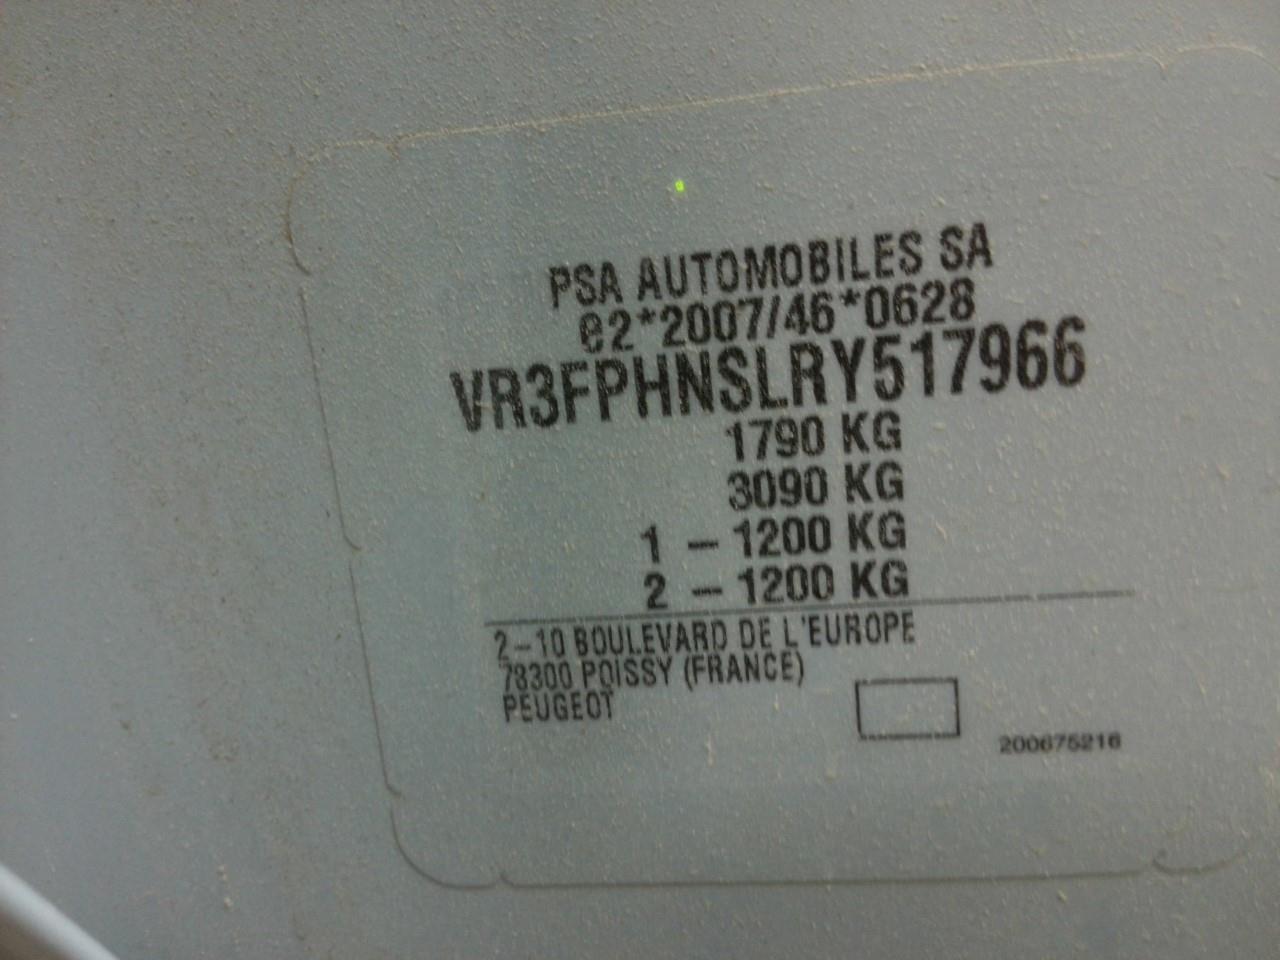 PSA AUTOMOBILES SA
e2*2007/46*0628
VR3FPHNSLRY517966
1790 KG
3090 KG
1 - 1200 KG
2 - 1200 KG
2-10 BOULEVARD DE L'EUROPE
78300 POISSY (FRANCE)
PEUGEOT
200675216